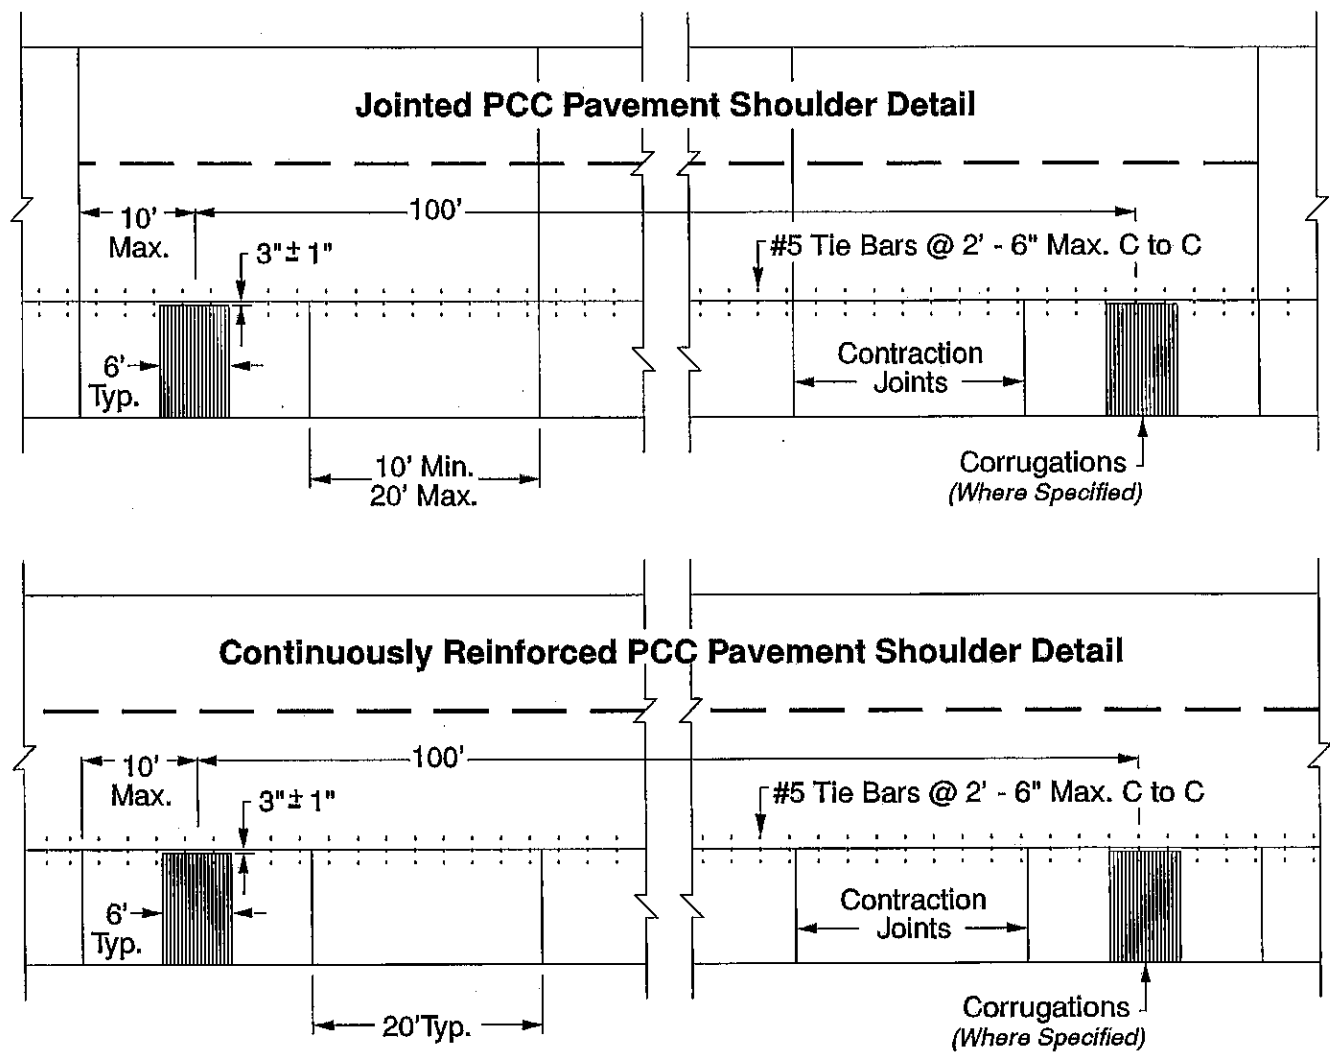 Jointed PCC Pavement Shoulder Detail
10'
Max.
100'
3" ± 1"
#5 Tie Bars @ 2' - 6" Max. C to C
6'
Typ.
Contraction
Joints
10' Min.
20' Max.
Corrugations
(Where Specified)
Continuously Reinforced PCC Pavement Shoulder Detail
10'
Max.
100'
3" ± 1"
#5 Tie Bars @ 2' - 6" Max. C to C
6'
Typ.
Contraction
Joints
20' Typ.
Corrugations
(Where Specified)